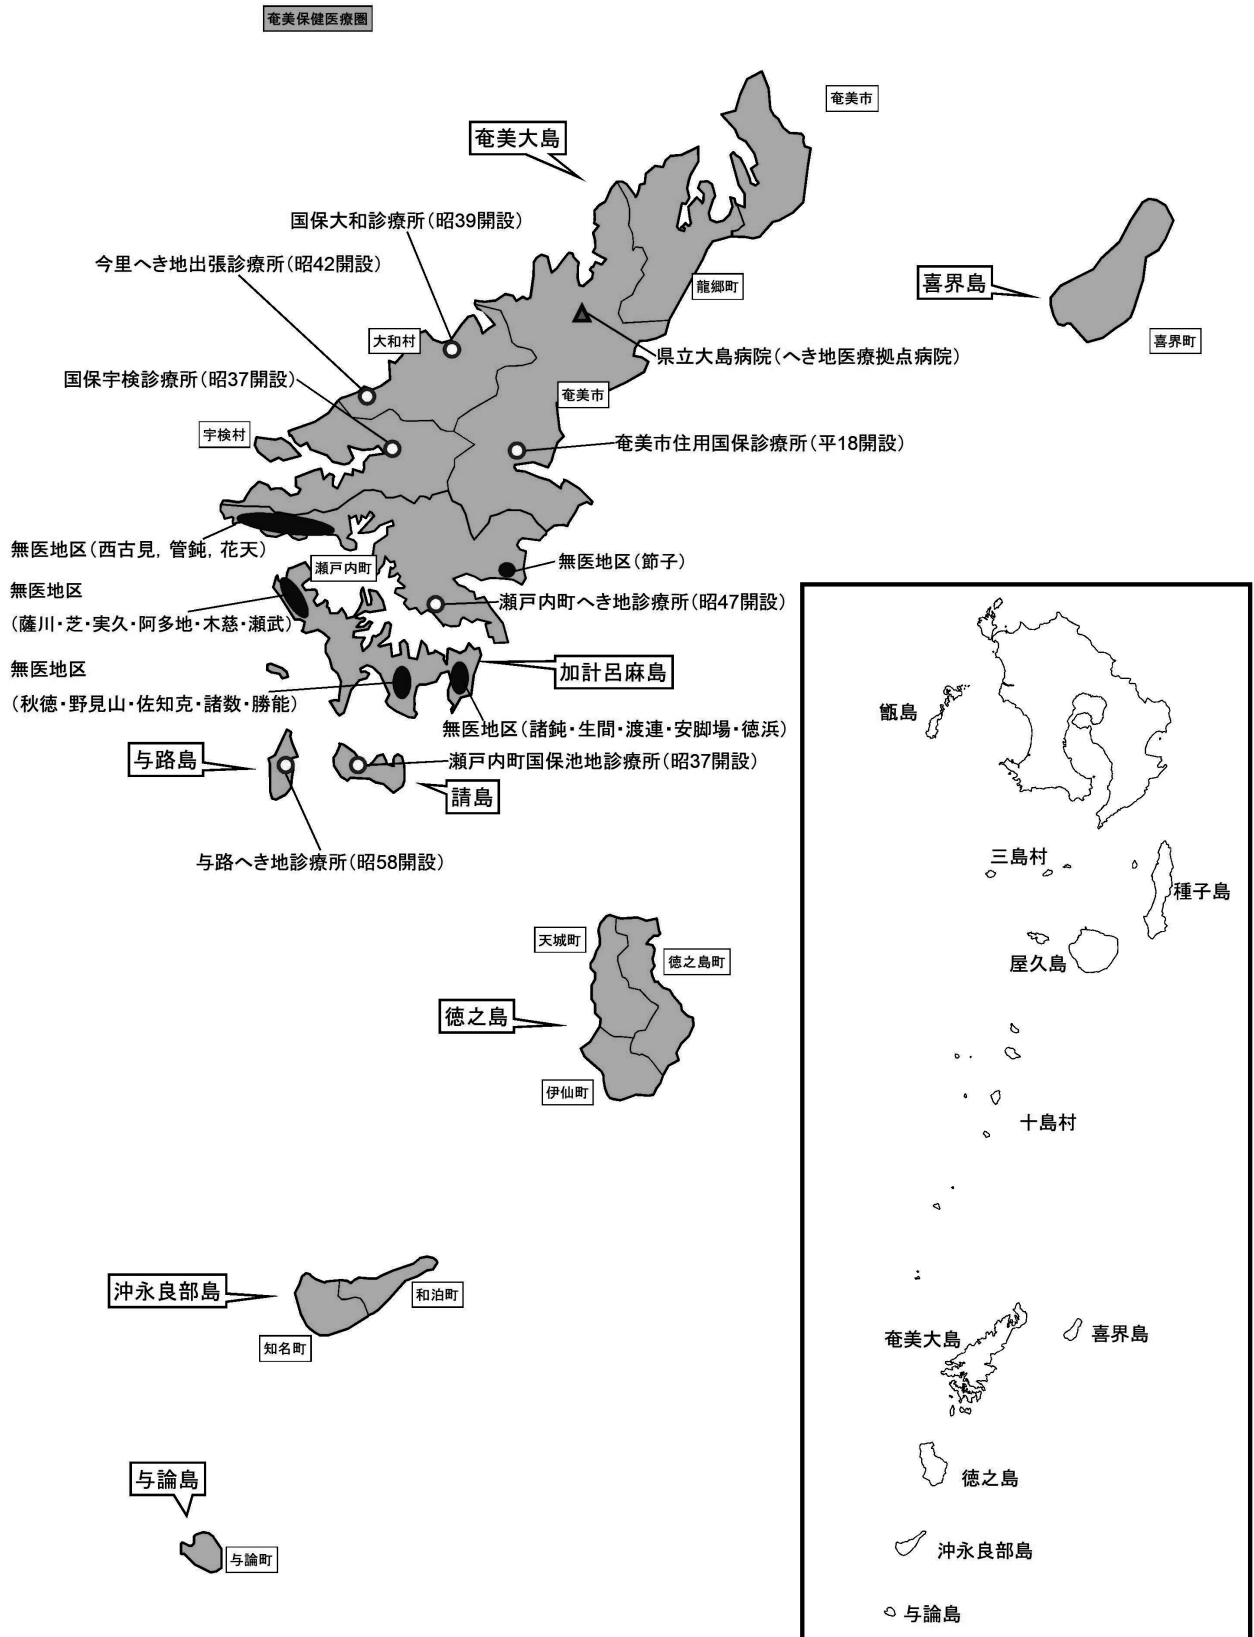 奄美保健医療圏
奄美市
奄美大島
国保大和診療所(昭39開設)
今里へき地出張診療所(昭42開設)
龍郷町
喜界島
大和村
県立大島病院(へき地医療拠点病院)
喜界町
国保宇検診療所(昭37開設)
奄美市
宇検村
奄美市住用国保診療所(平18開設)
無医地区(西古見, 管鈍, 花天)
無医地区(節子)
瀬戸内町
無医地区
(薩川・芝・実久・阿多地・木慈・瀬武)
瀬戸内町へき地診療所(昭47開設)
無医地区
(秋徳・野見山・佐知克・諸数・勝能)
加計呂麻島
無医地区(諸鈍・生間・渡連・安脚場・徳浜)
与路島
瀬戸内町国保池地診療所(昭37開設)
請島
与路へき地診療所(昭58開設)
天城町
徳之島町
徳之島
伊仙町
沖永良部島
和泊町
知名町
与論島
与論町
甑島
三島村
種子島
屋久島
十島村
奄美大島
喜界島
徳之島
沖永良部島
与論島